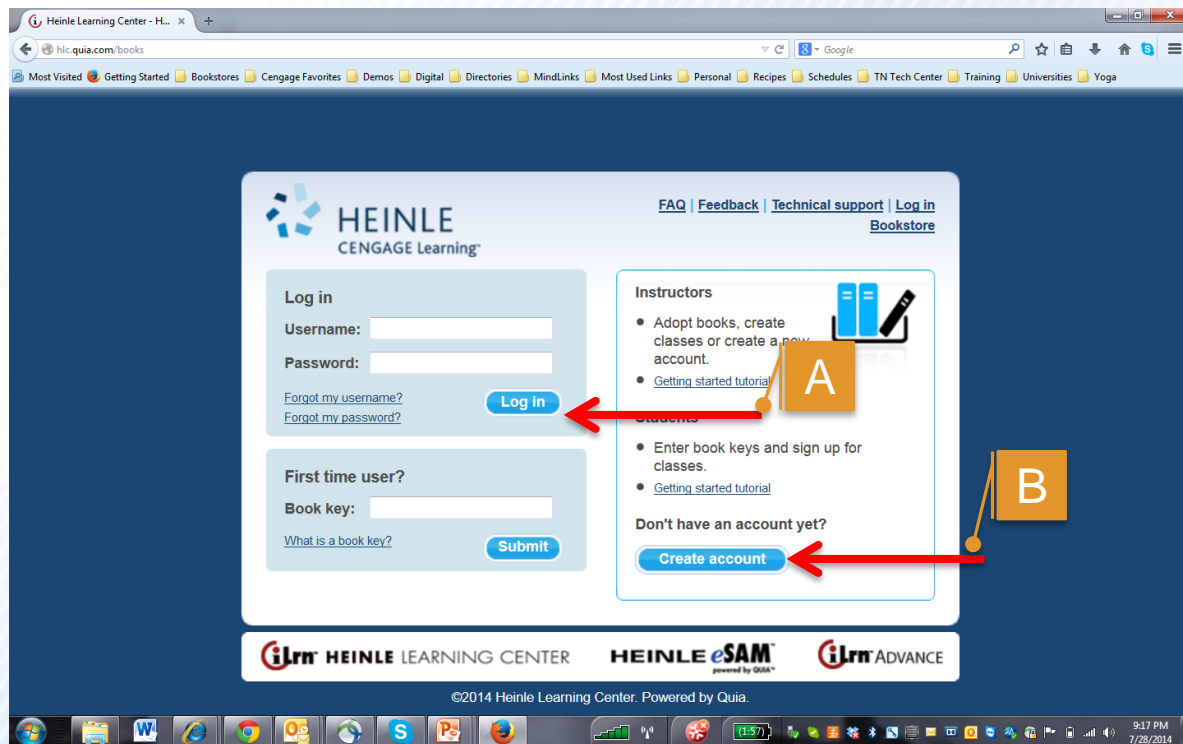 Heinle Learning Center - H...
hlc.quia.com/books
Google
Most Visited Getting Started Bookstores Cengage Favorites Demos Digital Directories MindLinks Most Used Links Personal Recipes Schedules TN Tech Center Training Universities Yoga
HEINLE
CENGAGE Learning™
FAQ | Feedback | Technical support | Log in
Bookstore
Log in
Username:
Password:
Forgot my username?
Forgot my password?
Log in
First time user?
Book key:
What is a book key?
Submit
Instructors
Adopt books, create
classes or create a new
account.
Getting started tutorial
Students
Enter book keys and sign up for
classes.
Getting started tutorial
Don't have an account yet?
Create account
A
B
iLrn™ HEINLE LEARNING CENTER
HEINLE eSAM™
powered by QUIA™
iLrn™ ADVANCE
©2014 Heinle Learning Center. Powered by Quia.
(1:57)
9:17 PM
7/28/2014